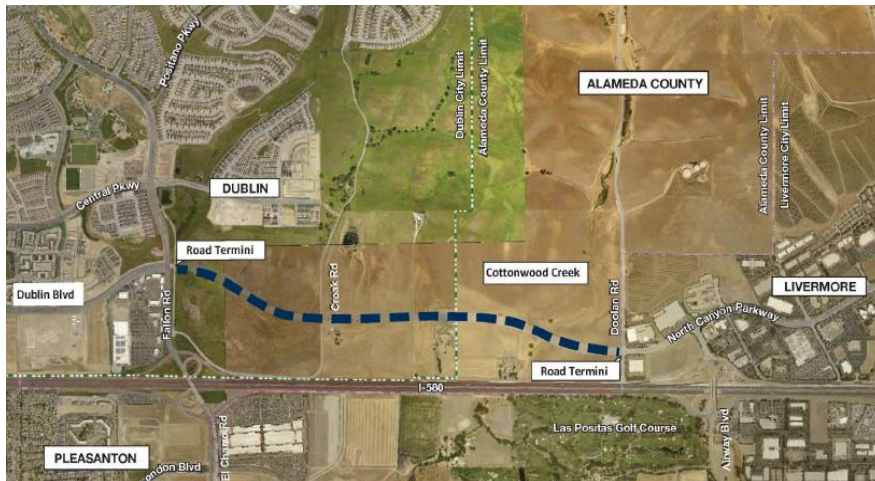 Positano Pkwy
Dublin City Limit
Alameda County Limit
ALAMEDA COUNTY
Alameda County Limit
Livermore City Limit
Central Pkwy
DUBLIN
Road Termini
Dublin Blvd
Fallon Rd
Croak Rd
Cottonwood Creek
Doolan Rd
LIVERMORE
North Canyon Parkway
Road Termini
I-580
El Charro Rd
Las Positas Golf Course
Airway Blvd
PLEASANTON
ondon Blvd